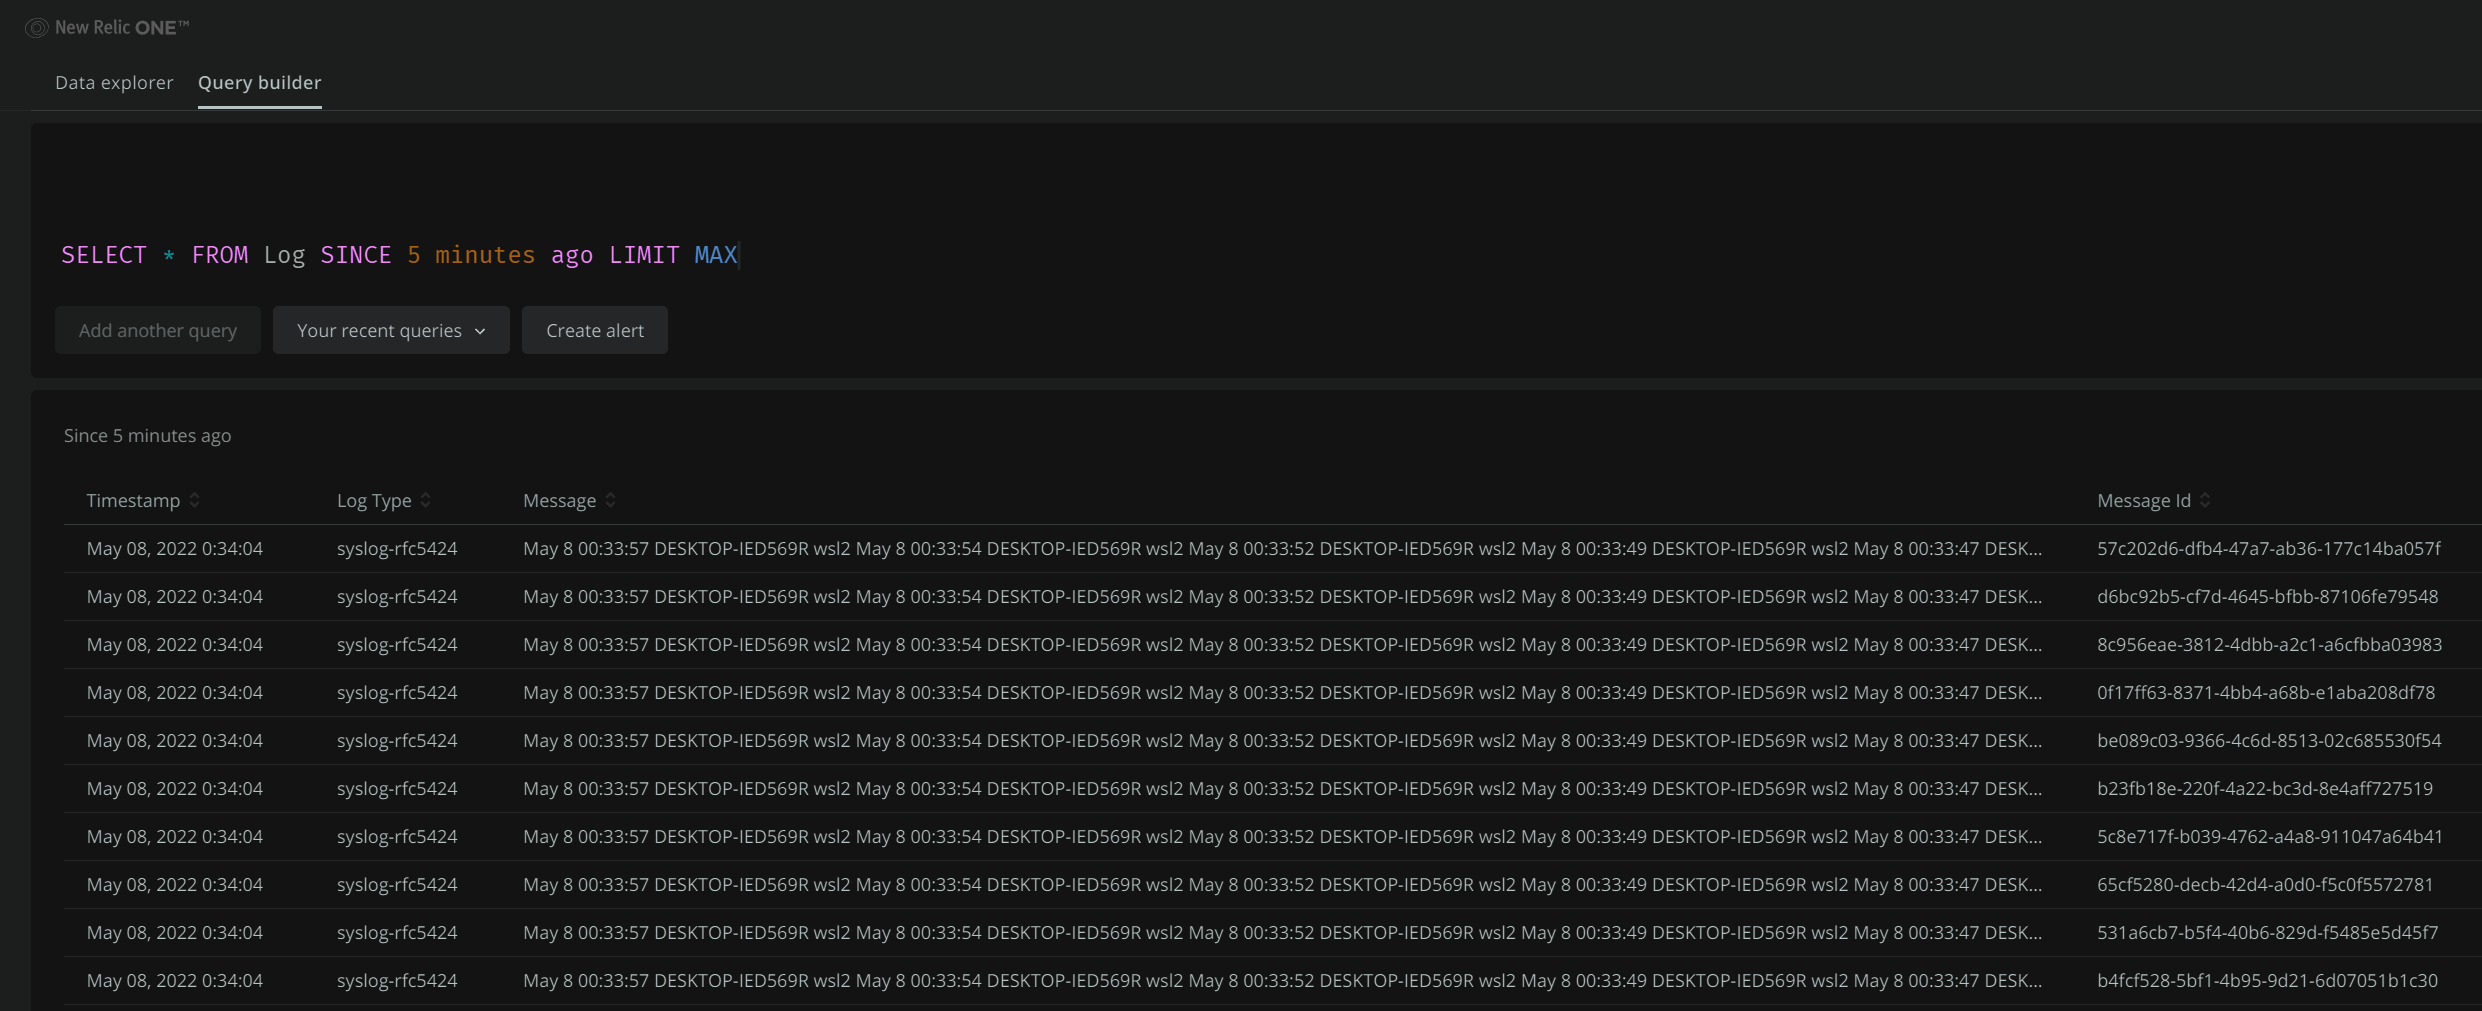 New Relic ONE™
Data explorer Query builder
SELECT * FROM Log SINCE 5 minutes ago LIMIT MAX
Add another query Your recent queries Create alert
Since 5 minutes ago
Timestamp Log Type Message Message Id
May 08, 2022 0:34:04 syslog-rfc5424 May 8 00:33:57 DESKTOP-IED569R wsl2 May 8 00:33:54 DESKTOP-IED569R wsl2 May 8 00:33:52 DESKTOP-IED569R wsl2 May 8 00:33:49 DESKTOP-IED569R wsl2 May 8 00:33:47 DESK... 57c202d6-dfb4-47a7-ab36-177c14ba057f
May 08, 2022 0:34:04 syslog-rfc5424 May 8 00:33:57 DESKTOP-IED569R wsl2 May 8 00:33:54 DESKTOP-IED569R wsl2 May 8 00:33:52 DESKTOP-IED569R wsl2 May 8 00:33:49 DESKTOP-IED569R wsl2 May 8 00:33:47 DESK... d6bc92b5-cf7d-4645-bfbb-87106fe79548
May 08, 2022 0:34:04 syslog-rfc5424 May 8 00:33:57 DESKTOP-IED569R wsl2 May 8 00:33:54 DESKTOP-IED569R wsl2 May 8 00:33:52 DESKTOP-IED569R wsl2 May 8 00:33:49 DESKTOP-IED569R wsl2 May 8 00:33:47 DESK... 8c956eae-3812-4dbb-a2c1-a6cfbba03983
May 08, 2022 0:34:04 syslog-rfc5424 May 8 00:33:57 DESKTOP-IED569R wsl2 May 8 00:33:54 DESKTOP-IED569R wsl2 May 8 00:33:52 DESKTOP-IED569R wsl2 May 8 00:33:49 DESKTOP-IED569R wsl2 May 8 00:33:47 DESK... 0f17ff63-8371-4bb4-a68b-e1aba208df78
May 08, 2022 0:34:04 syslog-rfc5424 May 8 00:33:57 DESKTOP-IED569R wsl2 May 8 00:33:54 DESKTOP-IED569R wsl2 May 8 00:33:52 DESKTOP-IED569R wsl2 May 8 00:33:49 DESKTOP-IED569R wsl2 May 8 00:33:47 DESK... be089c03-9366-4c6d-8513-02c685530f54
May 08, 2022 0:34:04 syslog-rfc5424 May 8 00:33:57 DESKTOP-IED569R wsl2 May 8 00:33:54 DESKTOP-IED569R wsl2 May 8 00:33:52 DESKTOP-IED569R wsl2 May 8 00:33:49 DESKTOP-IED569R wsl2 May 8 00:33:47 DESK... b23fb18e-220f-4a22-bc3d-8e4aff727519
May 08, 2022 0:34:04 syslog-rfc5424 May 8 00:33:57 DESKTOP-IED569R wsl2 May 8 00:33:54 DESKTOP-IED569R wsl2 May 8 00:33:52 DESKTOP-IED569R wsl2 May 8 00:33:49 DESKTOP-IED569R wsl2 May 8 00:33:47 DESK... 5c8e717f-b039-4762-a4a8-911047a64b41
May 08, 2022 0:34:04 syslog-rfc5424 May 8 00:33:57 DESKTOP-IED569R wsl2 May 8 00:33:54 DESKTOP-IED569R wsl2 May 8 00:33:52 DESKTOP-IED569R wsl2 May 8 00:33:49 DESKTOP-IED569R wsl2 May 8 00:33:47 DESK... 65cf5280-decb-42d4-a0d0-f5c0f5572781
May 08, 2022 0:34:04 syslog-rfc5424 May 8 00:33:57 DESKTOP-IED569R wsl2 May 8 00:33:54 DESKTOP-IED569R wsl2 May 8 00:33:52 DESKTOP-IED569R wsl2 May 8 00:33:49 DESKTOP-IED569R wsl2 May 8 00:33:47 DESK... 531a6cb7-b5f4-40b6-829d-f5485e5d45f7
May 08, 2022 0:34:04 syslog-rfc5424 May 8 00:33:57 DESKTOP-IED569R wsl2 May 8 00:33:54 DESKTOP-IED569R wsl2 May 8 00:33:52 DESKTOP-IED569R wsl2 May 8 00:33:49 DESKTOP-IED569R wsl2 May 8 00:33:47 DESK... b4fcf528-5bf1-4b95-9d21-6d07051b1c30